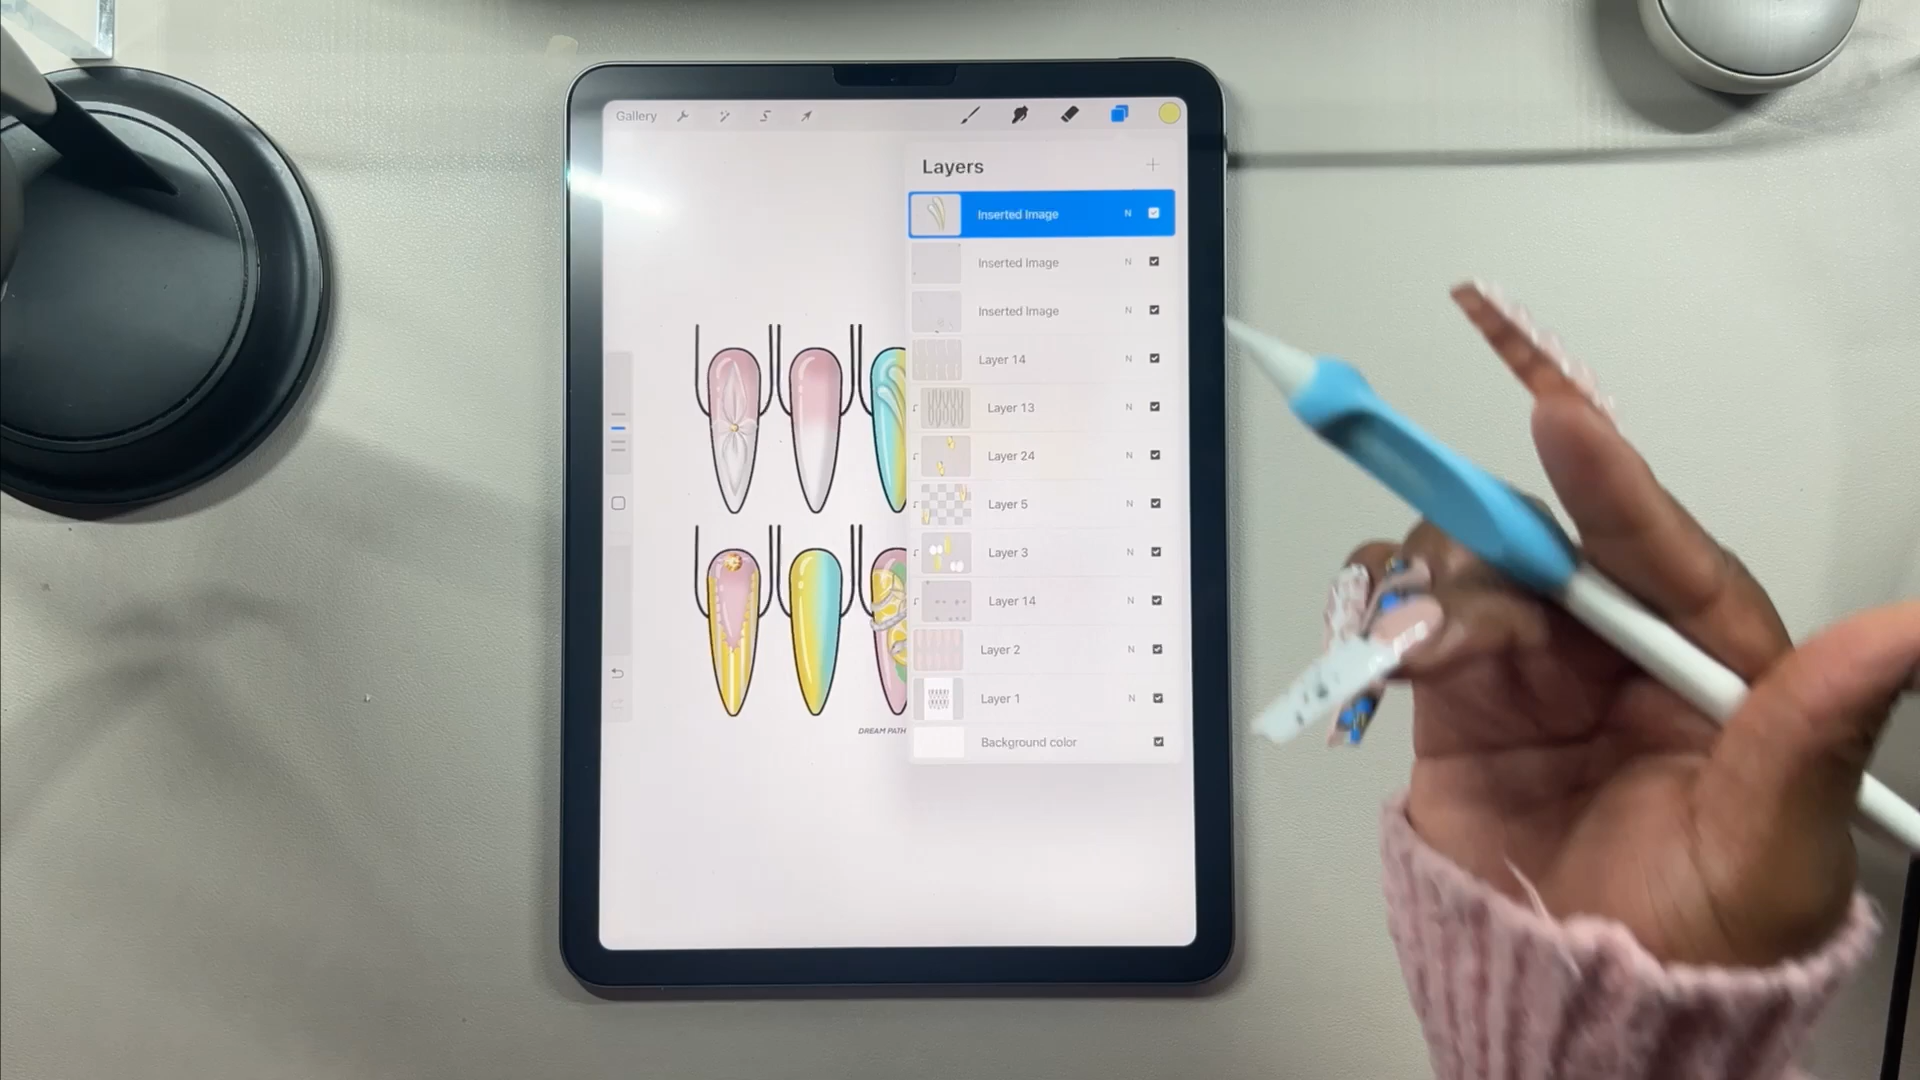 Gallery
Layers
Inserted Image N
Inserted Image N
Inserted Image N
Layer 14 N
Layer 13 N
Layer 24 N
Layer 5 N
Layer 3 N
Layer 14 N
Layer 2 N
Layer 1 N
Background color
DREAM PATH